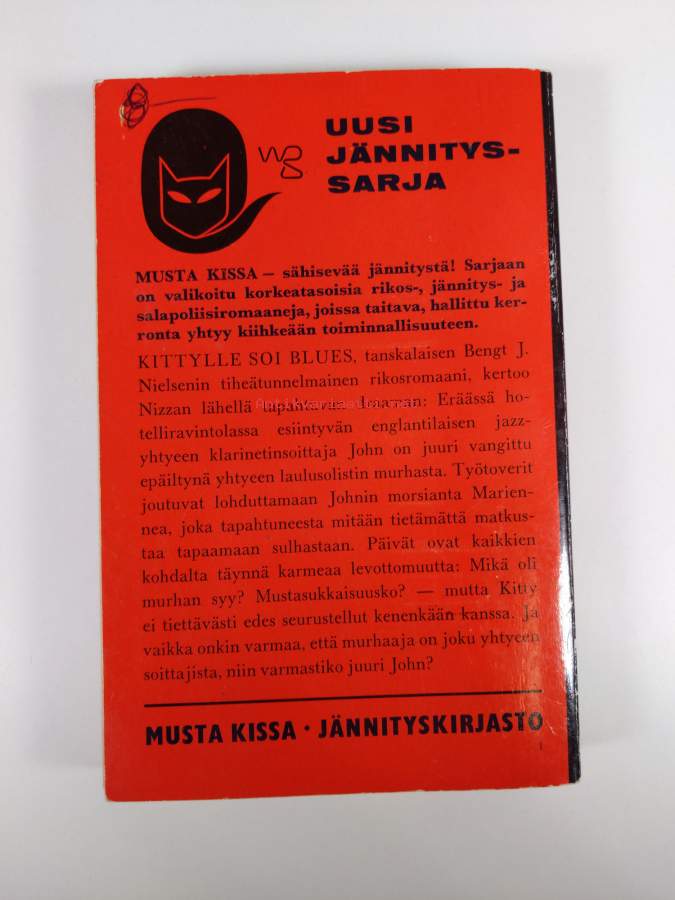 UUSI
JÄNNITYS-
SARJA
MUSTA KISSA — sähisevää jännitystä! Sarjaan
on valikoitu korkeatasoisia rikos-, jännitys- ja
salapoliisiromaaneja, joissa taitava, hallittu ker-
ronta yhtyy kiihkeään toiminnallisuuteen.
KITTYLLE SOI BLUES, tanskalaisen Bengt J.
Nielsenin tiheätunnelmainen rikosromaani, kertoo
Nizzan lähellä tapahtuvan draaman: Eräässä ho-
telliravintolassa esiintyvän englantilaisen jazz-
yhtyeen klarinetinsoittaja John on juuri vangittu
epäiltynä yhtyeen laulusolistin murhasta. Työtoverit
joutuvat lohduttamaan Johnin morsianta Marien-
nea, joka tapahtuneesta mitään tietämättä matkus-
taa tapaamaan sulhastaan. Päivät ovat kaikkien
kohdalta täynnä karmeaa levottomuutta: Mikä oli
murhan syy? Mustasukkaisuusko? — mutta Kitty
ei tiettävästi edes seurustellut kenenkään kanssa. Ja
vaikka onkin varmaa, että murhaaja on joku yhtyeen
soittajista, niin varmastiko juuri John?
MUSTA KISSA · JÄNNITYSKIRJASTO